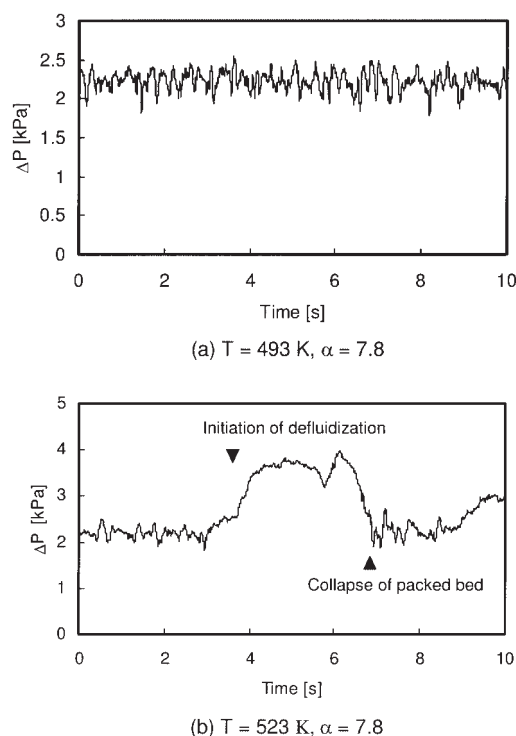 3
2.5
2
1.5
1
0.5
0
ΔP [kPa]
0 2 4 6 8 10
Time [s]
(a) T = 493 K, α = 7.8
5
4
3
2
1
0
ΔP [kPa]
Initiation of defluidization
▼
▲
Collapse of packed bed
0 2 4 6 8 10
Time [s]
(b) T = 523 K, α = 7.8